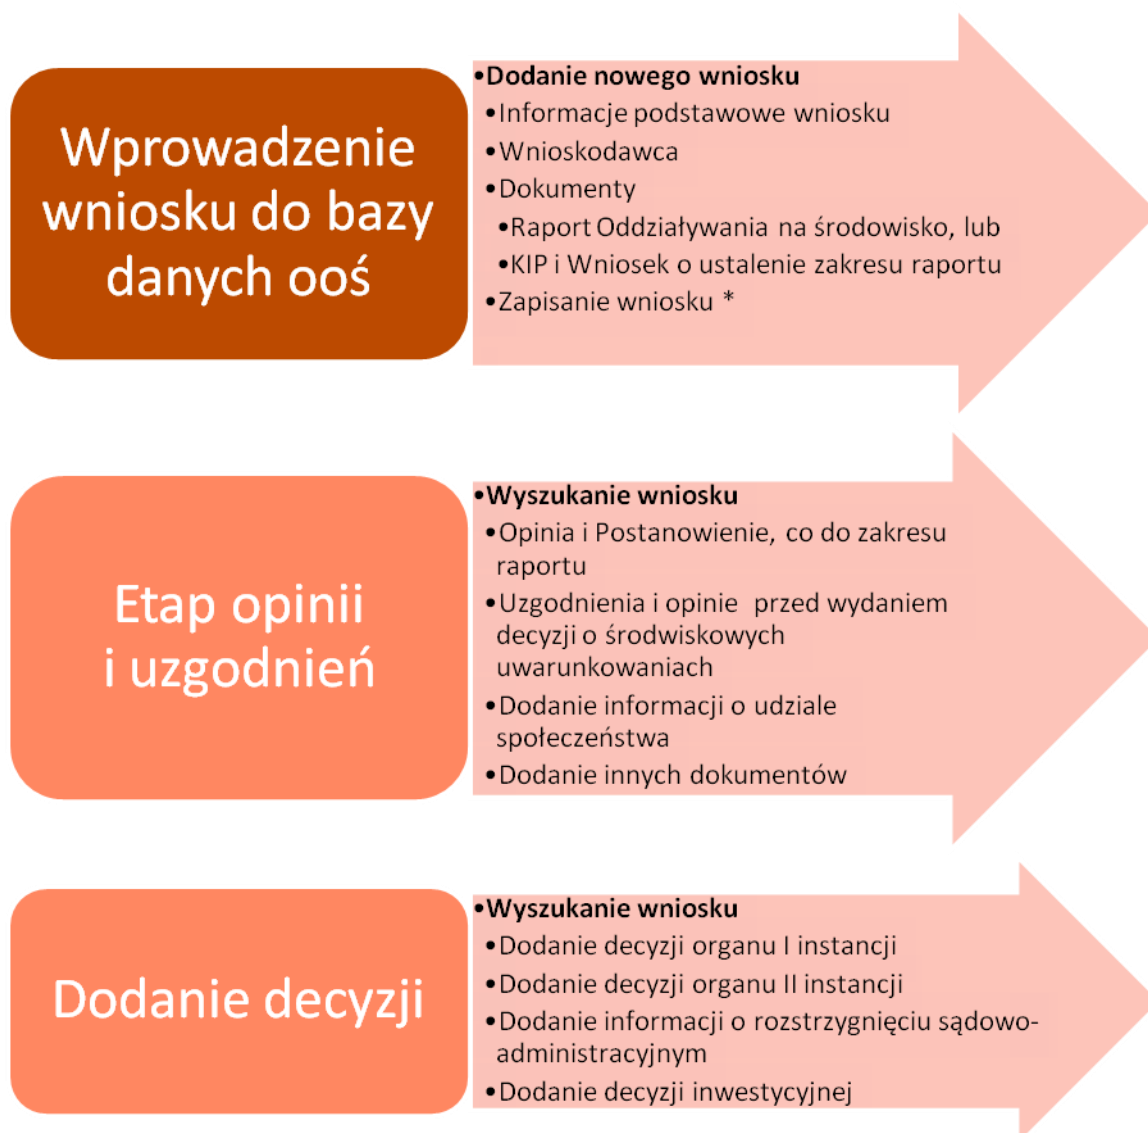 Wprowadzenie
wniosku do bazy
danych ooś
•Dodanie nowego wniosku
•Informacje podstawowe wniosku
•Wnioskodawca
•Dokumenty
•Raport Oddziaływania na środowisko, lub
•KIP i Wniosek o ustalenie zakresu raportu
•Zapisanie wniosku *
Etap opinii
i uzgodnień
•Wyszukanie wniosku
•Opinia i Postanowienie, co do zakresu
raportu
•Uzgodnienia i opinie przed wydaniem
decyzji o środwiskowych
uwarunkowaniach
•Dodanie informacji o udziale
społeczeństwa
•Dodanie innych dokumentów
Dodanie decyzji
•Wyszukanie wniosku
•Dodanie decyzji organu I instancji
•Dodanie decyzji organu II instancji
•Dodanie informacji o rozstrzygnięciu sądowo-
administracyjnym
•Dodanie decyzji inwestycyjnej